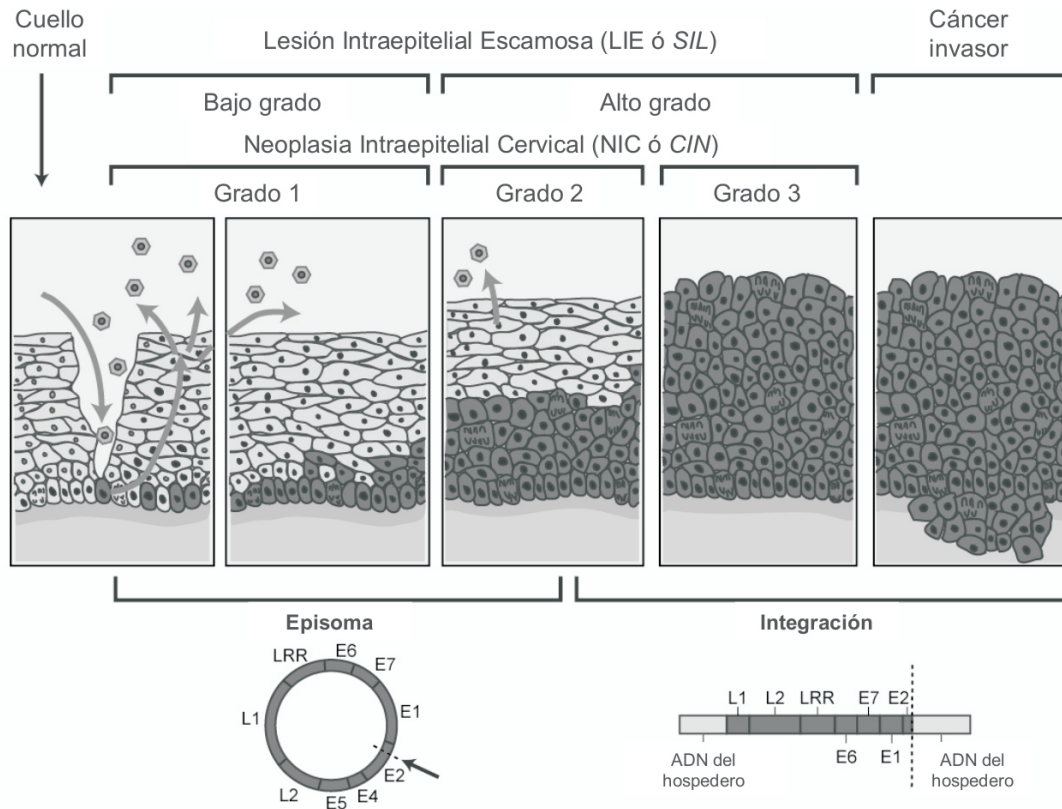 Cuello
normal
Lesión Intraepitelial Escamosa (LIE ó SIL)
Cáncer
invasor
Bajo grado
Alto grado
Neoplasia Intraepitelial Cervical (NIC ó CIN)
Grado 1
Grado 2
Grado 3
Episoma
Integración
LRR
E6
E7
L1
E1
E2
L2
E5
E4
L1
L2
LRR
E7
E2
E6
E1
ADN del
hospedero
ADN del
hospedero